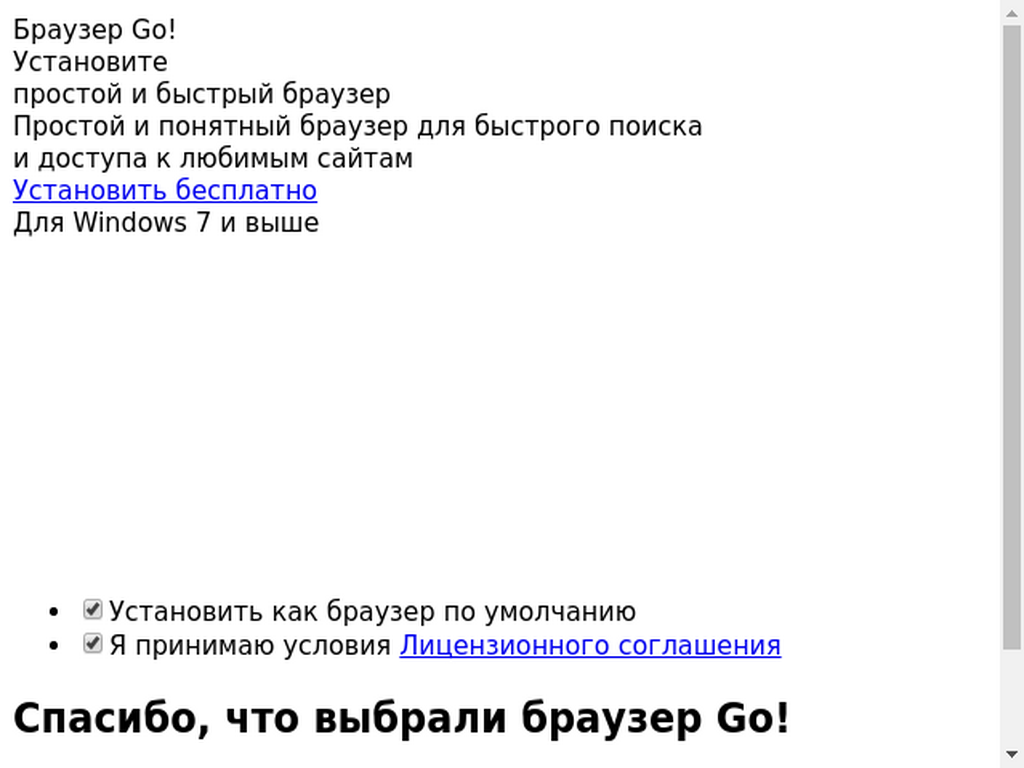 Браузер Go!
Установите
простой и быстрый браузер
Простой и понятный браузер для быстрого поиска
и доступа к любимым сайтам
Установить бесплатно
Для Windows 7 и выше
Установить как браузер по умолчанию
Я принимаю условия Лицензионного соглашения
Спасибо, что выбрали браузер Go!